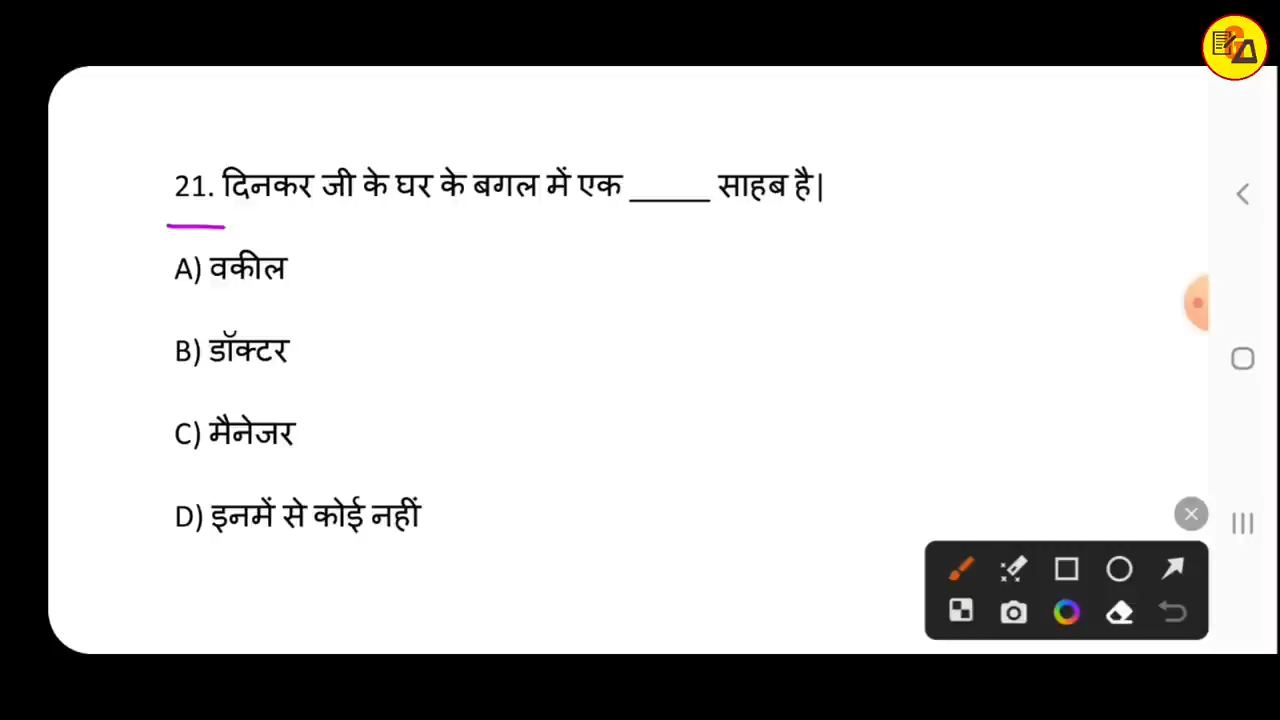 21. दिनकर जी के घर के बगल में एक _____ साहब है|
A) वकील
B) डॉक्टर
C) मैनेजर
D) इनमें से कोई नहीं